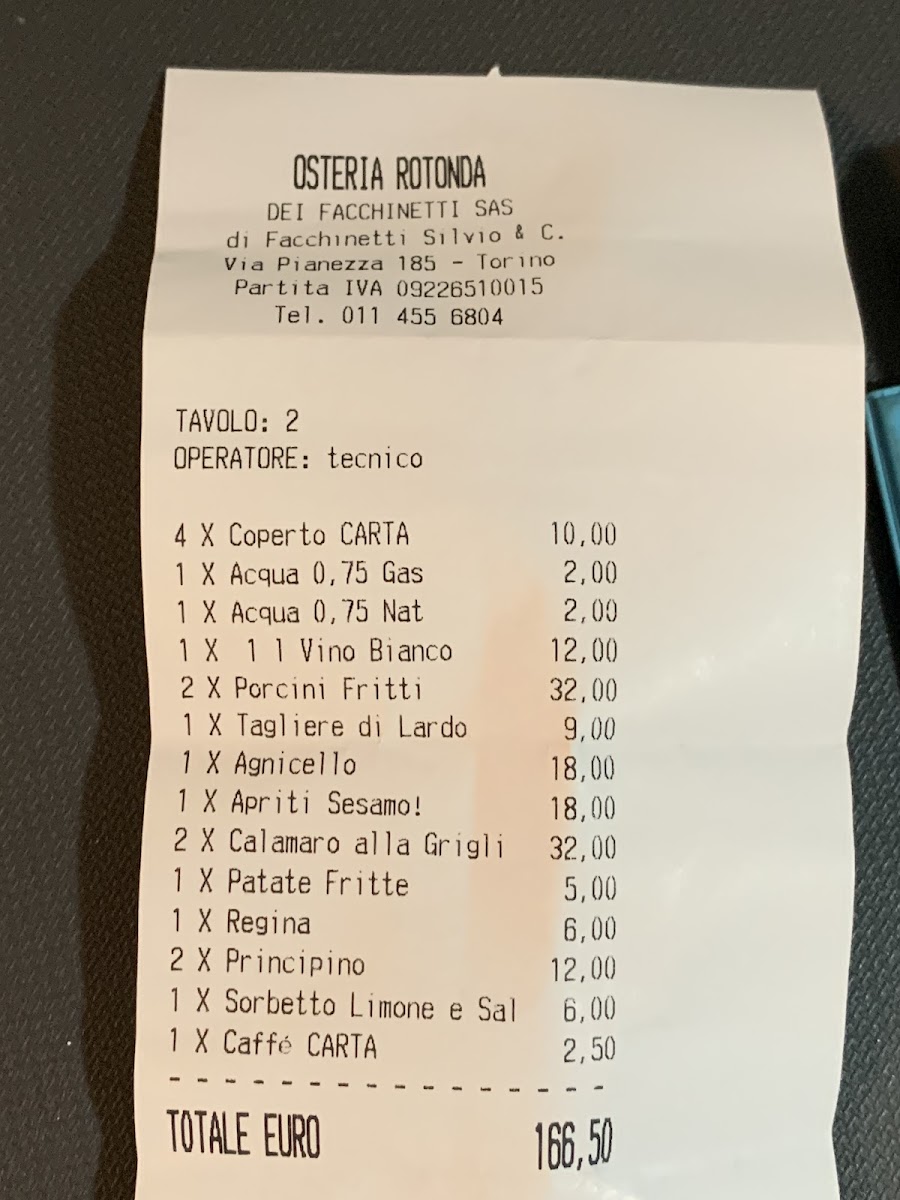 OSTERIA ROTONDA
DEI FACCHINETTI SAS
di Facchinetti Silvio & C.
Via Pianezza 185 - Torino
Partita IVA 09226510015
Tel. 011 455 6804
TAVOLO: 2
OPERATORE: tecnico
4 X Coperto CARTA 10,00
1 X Acqua 0,75 Gas 2,00
1 X Acqua 0,75 Nat 2,00
1 X 1 l Vino Bianco 12,00
2 X Porcini Fritti 32,00
1 X Tagliere di Lardo 9,00
1 X Agnicello 18,00
1 X Apriti Sesamo! 18,00
2 X Calamaro alla Grigli 32,00
1 X Patate Fritte 5,00
1 X Regina 6,00
2 X Principino 12,00
1 X Sorbetto Limone e Sal 6,00
1 X Caffé CARTA 2,50
TOTALE EURO 166,50